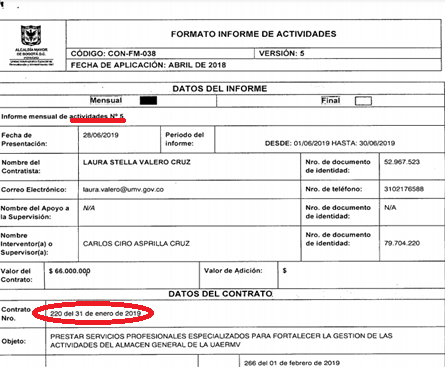 FORMATO INFORME DE ACTIVIDADES
ALCALDÍA MAYOR
DE BOGOTÁ D.C.
CÓDIGO: CON-FM-038 VERSIÓN: 5
FECHA DE APLICACIÓN: ABRIL DE 2018
DATOS DEL INFORME
Mensual Final
Informe mensual de actividades Nº 5
Fecha de Presentación: 28/06/2019 Periodo del informe: DESDE: 01/06/2019 HASTA: 30/06/2019
Nombre del Contratista: LAURA STELLA VALERO CRUZ Nro. de documento de identidad: 52.967.523
Correo Electrónico: laura.valero@umv.gov.co Nro. de teléfono: 3102176588
Nombre del Apoyo a la Supervisión: N/A Nro. de documento de identidad: N/A
Nombre Interventor(a) o Supervisor(a): CARLOS CIRO ASPRILLA CRUZ Nro. de documento de identidad: 79.704.220
Valor del Contrato: $ 66.000.000 Valor de Adición: $
DATOS DEL CONTRATO
Contrato Nro. 220 del 31 de enero de 2019
Objeto: PRESTAR SERVICIOS PROFESIONALES ESPECIALIZADOS PARA FORTALECER LA GESTION DE LAS
ACTIVIDADES DEL ALMACEN GENERAL DE LA UAERMV
266 del 01 de febrero de 2019